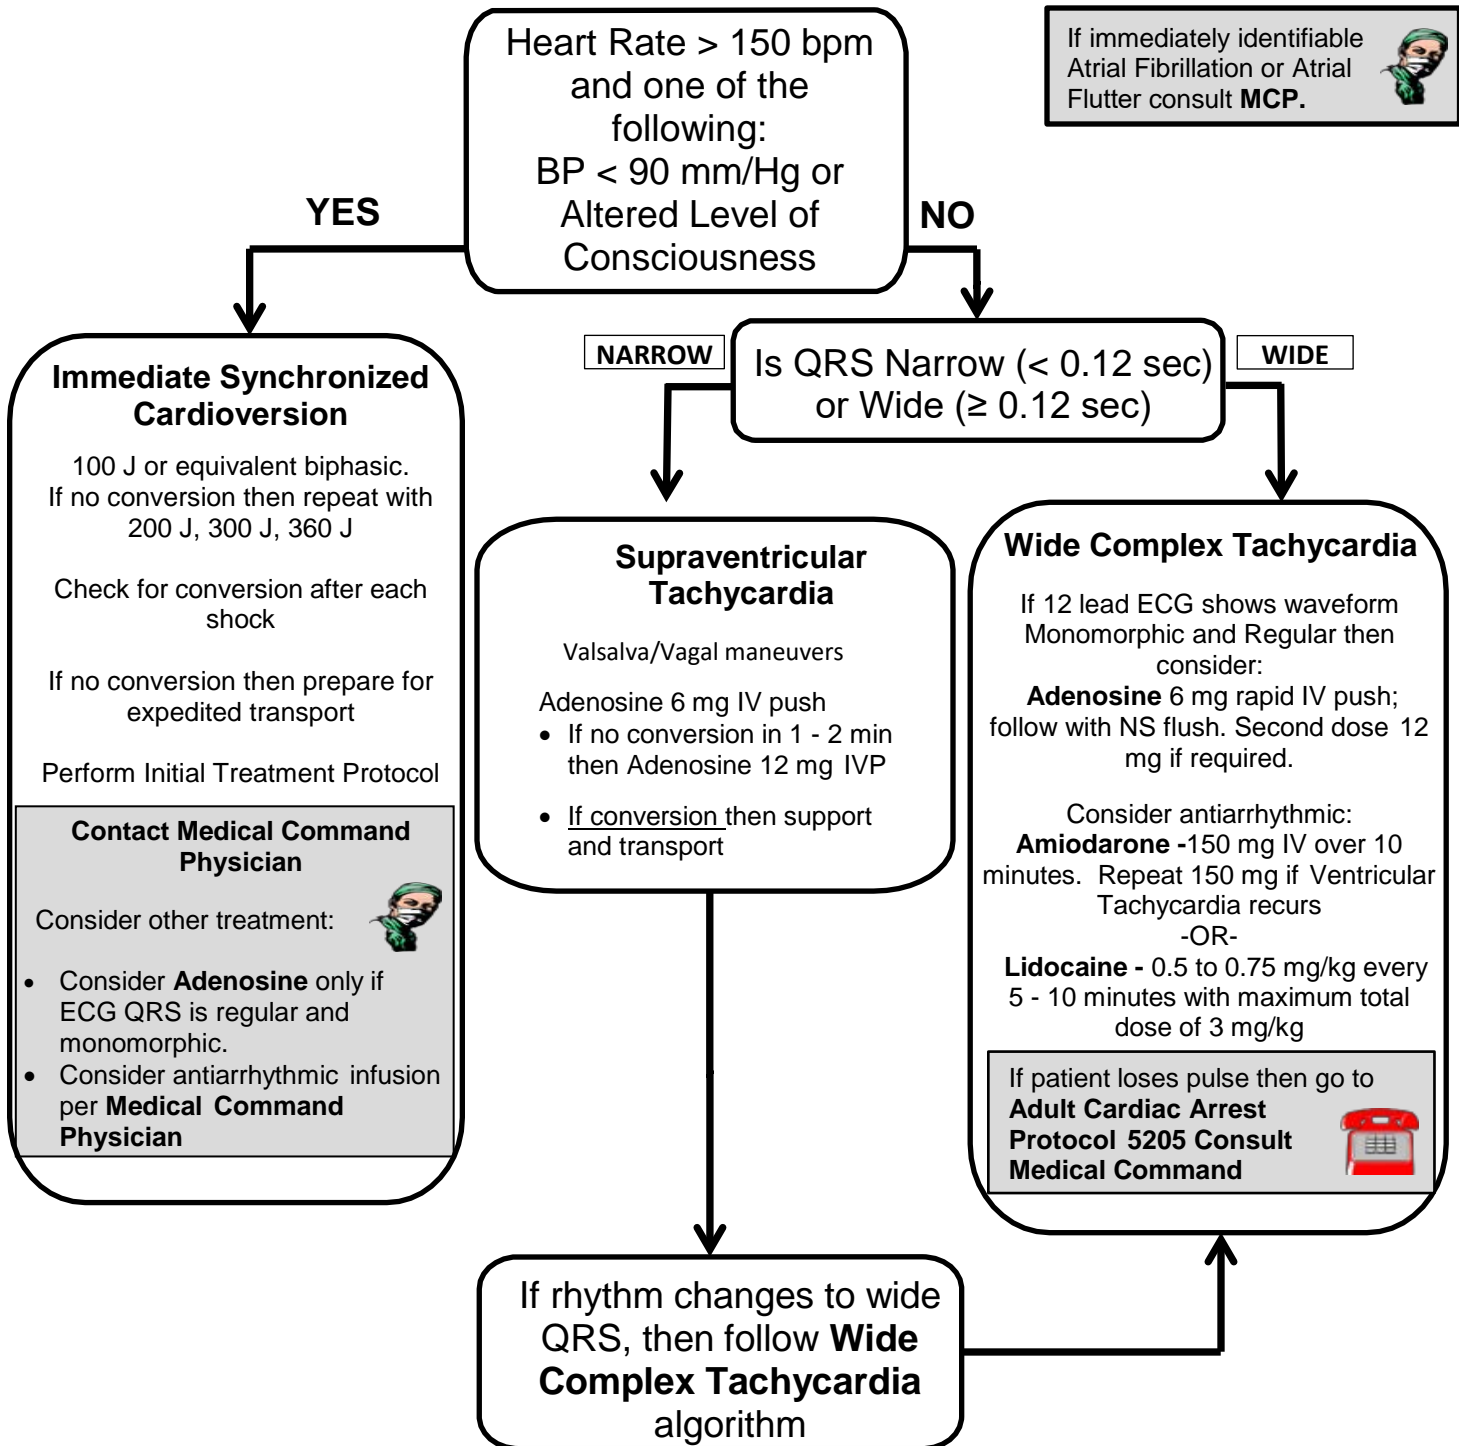 Heart Rate > 150 bpm
and one of the
following:
BP < 90 mm/Hg or
Altered Level of
Consciousness
If immediately identifiable
Atrial Fibrillation or Atrial
Flutter consult MCP.
YES
NO
Immediate Synchronized
Cardioversion
100 J or equivalent biphasic.
If no conversion then repeat with
200 J, 300 J, 360 J
Check for conversion after each
shock
If no conversion then prepare for
expedited transport
Perform Initial Treatment Protocol
Contact Medical Command
Physician
Consider other treatment:
• Consider Adenosine only if
ECG QRS is regular and
monomorphic.
• Consider antiarrhythmic infusion
per Medical Command
Physician
NARROW
Is QRS Narrow (< 0.12 sec)
or Wide (≥ 0.12 sec)
WIDE
Supraventricular
Tachycardia
Valsalva/Vagal maneuvers
Adenosine 6 mg IV push
• If no conversion in 1 - 2 min
then Adenosine 12 mg IVP
• If conversion then support
and transport
Wide Complex Tachycardia
If 12 lead ECG shows waveform
Monomorphic and Regular then
consider:
Adenosine 6 mg rapid IV push;
follow with NS flush. Second dose 12
mg if required.
Consider antiarrhythmic:
Amiodarone -150 mg IV over 10
minutes. Repeat 150 mg if Ventricular
Tachycardia recurs
-OR-
Lidocaine - 0.5 to 0.75 mg/kg every
5 - 10 minutes with maximum total
dose of 3 mg/kg
If patient loses pulse then go to
Adult Cardiac Arrest
Protocol 5205 Consult
Medical Command
If rhythm changes to wide
QRS, then follow Wide
Complex Tachycardia
algorithm